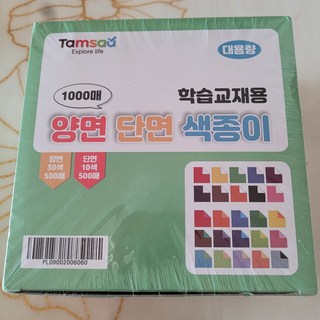 Tamsaa
Explore life
대용량
1000매
학습교재용
양면 단면 색종이
양면
50색
500매
단면
10색
500매
PL09002006060